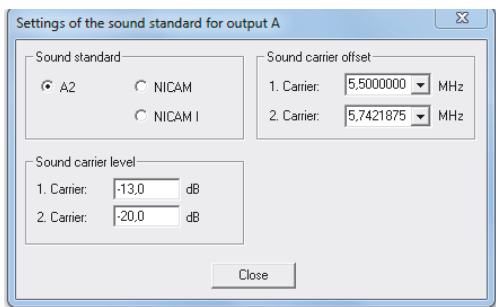 Settings of the sound standard for output A
Sound standard
A2
NICAM
NICAM I
Sound carrier offset
1. Carrier: 5,5000000 MHz
2. Carrier: 5,7421875 MHz
Sound carrier level
1. Carrier: -13,0 dB
2. Carrier: -20,0 dB
Close